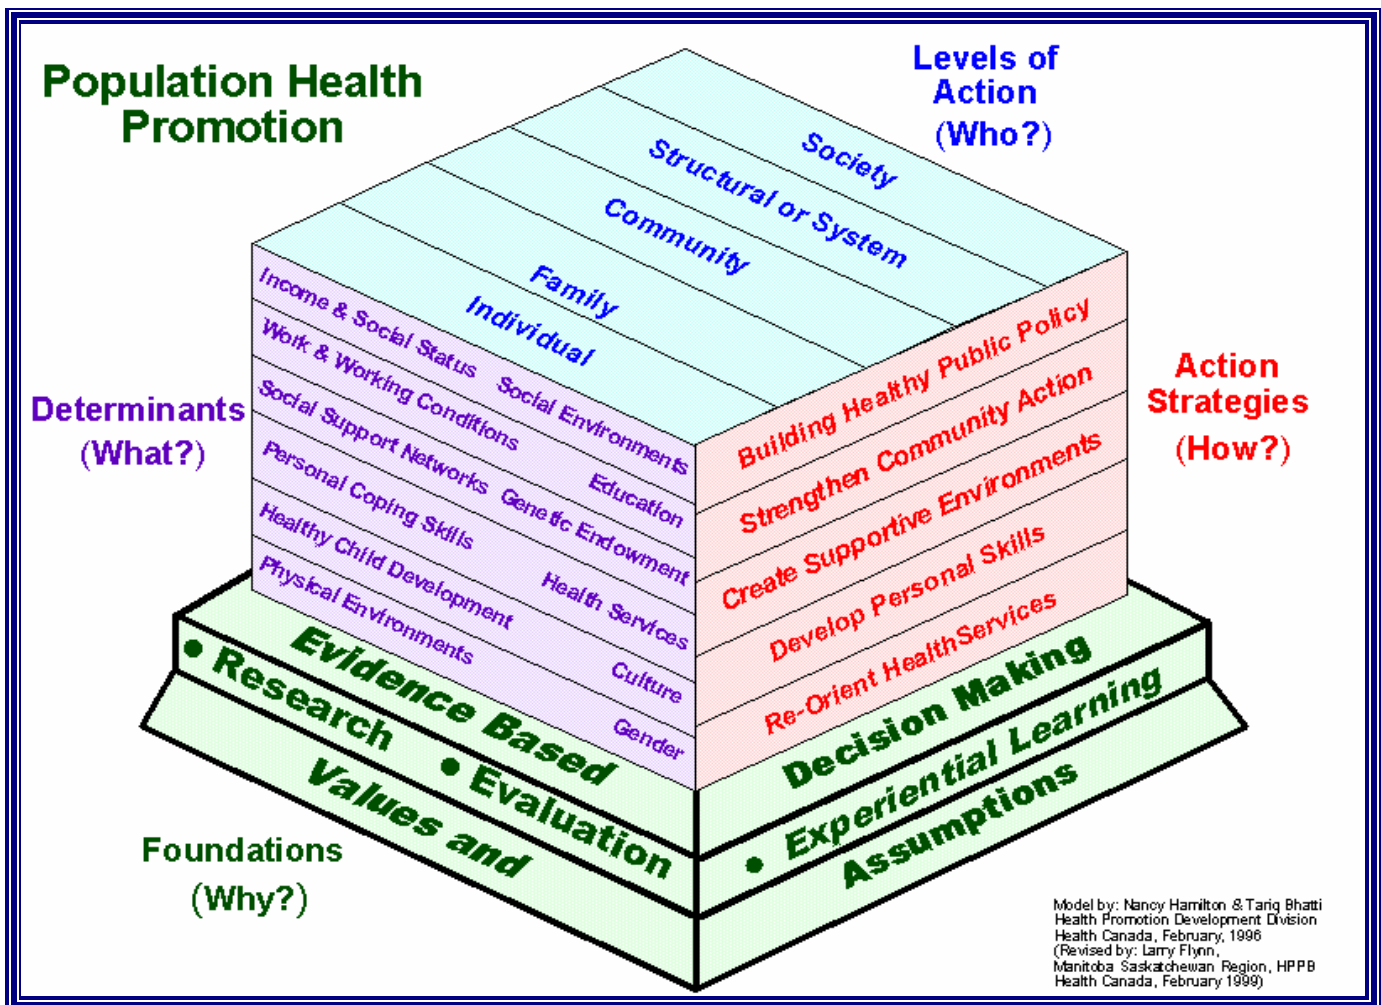 Population Health
Promotion
Levels of
Action
(Who?)
Society
Structural or System
Community
Family
Individual
Determinants
(What?)
Income & Social Status
Social Environments
Work & Working Conditions
Education
Social Support Networks
Genetic Endowment
Personal Coping Skills
Health Services
Healthy Child Development
Culture
Physical Environments
Gender
Action
Strategies
(How?)
Building Healthy Public Policy
Strengthen Community Action
Create Supportive Environments
Develop Personal Skills
Re-Orient HealthServices
Evidence Based
Decision Making
• Research
• Evaluation
• Experiential Learning
Values and
Assumptions
Foundations
(Why?)
Model by: Nancy Hamilton & Tariq Bhatti
Health Promotion Development Division
Health Canada, February, 1996
(Revised by: Larry Flynn,
Manitoba Saskatchewan Region, HPPB
Health Canada, February 1999)